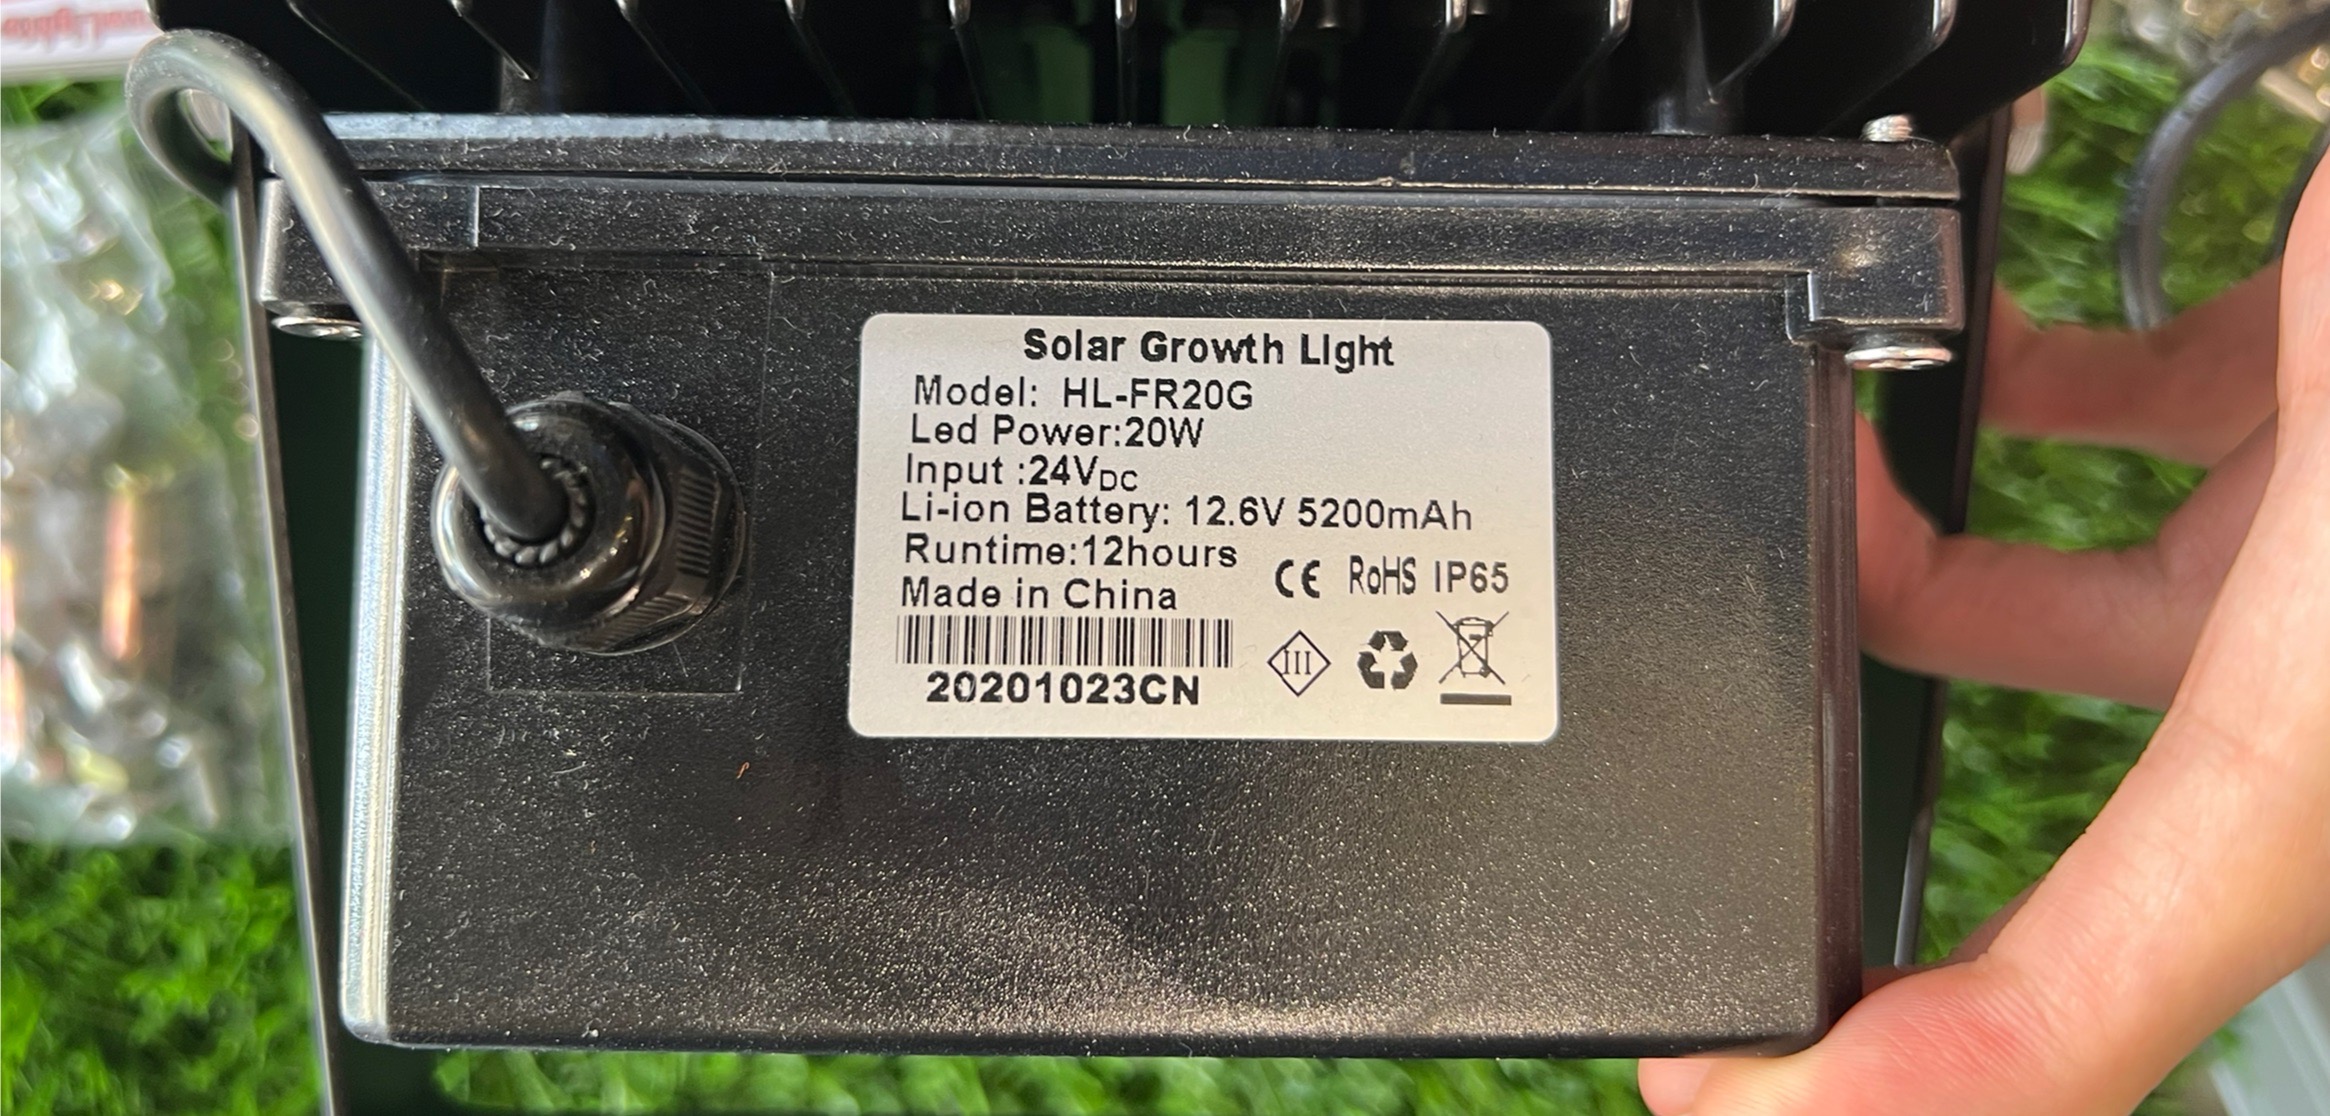 Solar Growth LIght
Model: HL-FR20G
Led Power:20W
Input :24VDC
Li-ion Battery: 12.6V 5200mAh
Runtime:12hours
CE RoHS IP65
Made in China
III
20201023CN